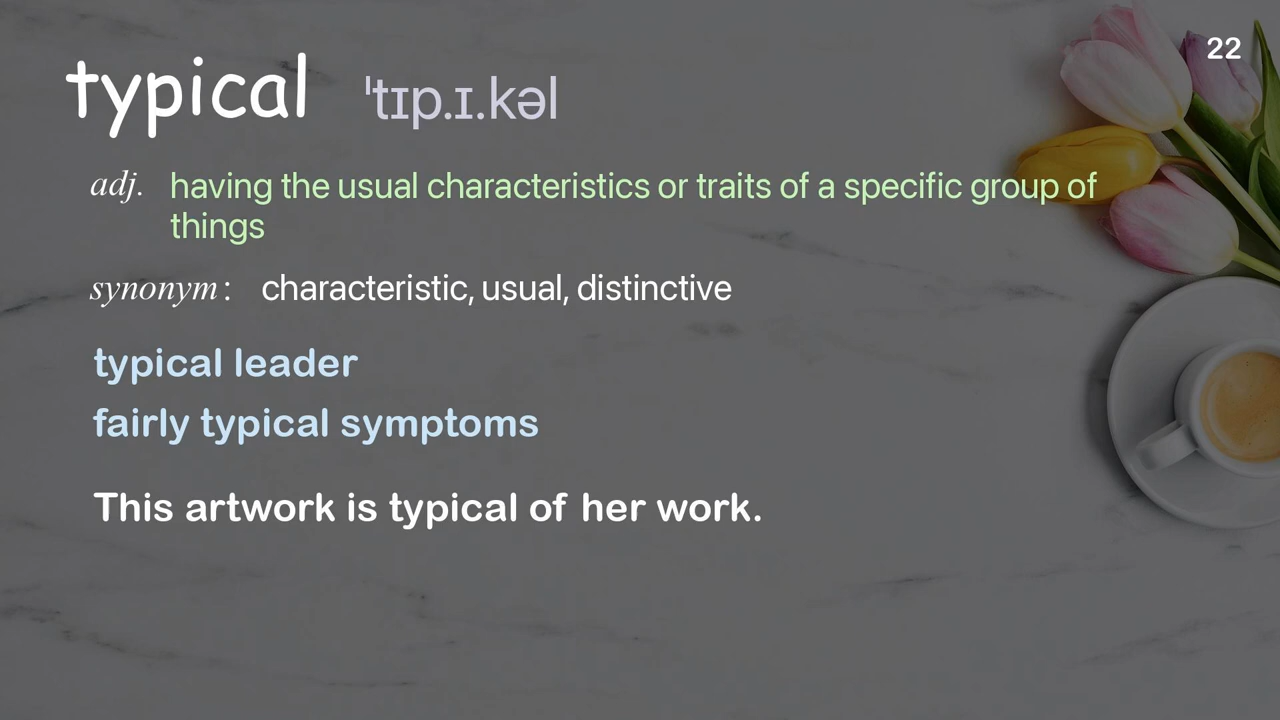 22
typical ˈtɪp.ɪ.kəl
adj. having the usual characteristics or traits of a specific group of
things
synonym: characteristic, usual, distinctive
typical leader
fairly typical symptoms
This artwork is typical of her work.